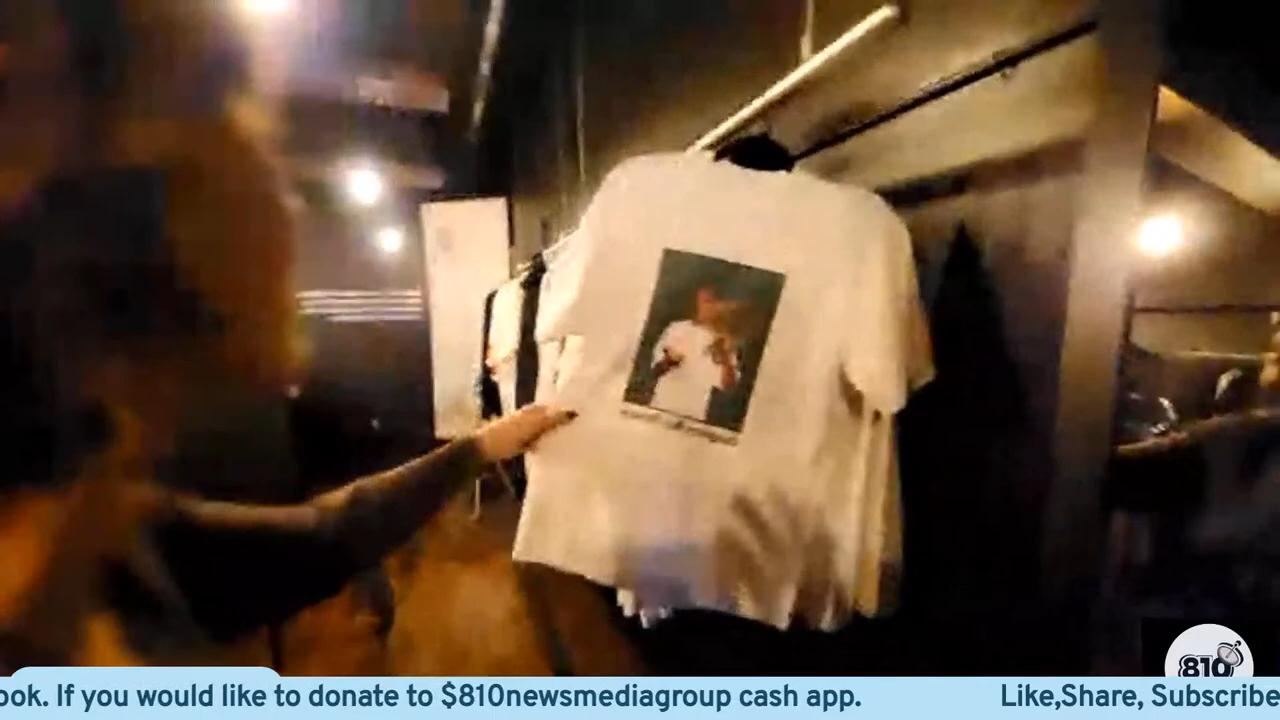 810
ook. If you would like to donate to $810newsmediagroup cash app. Like,Share, Subscribe